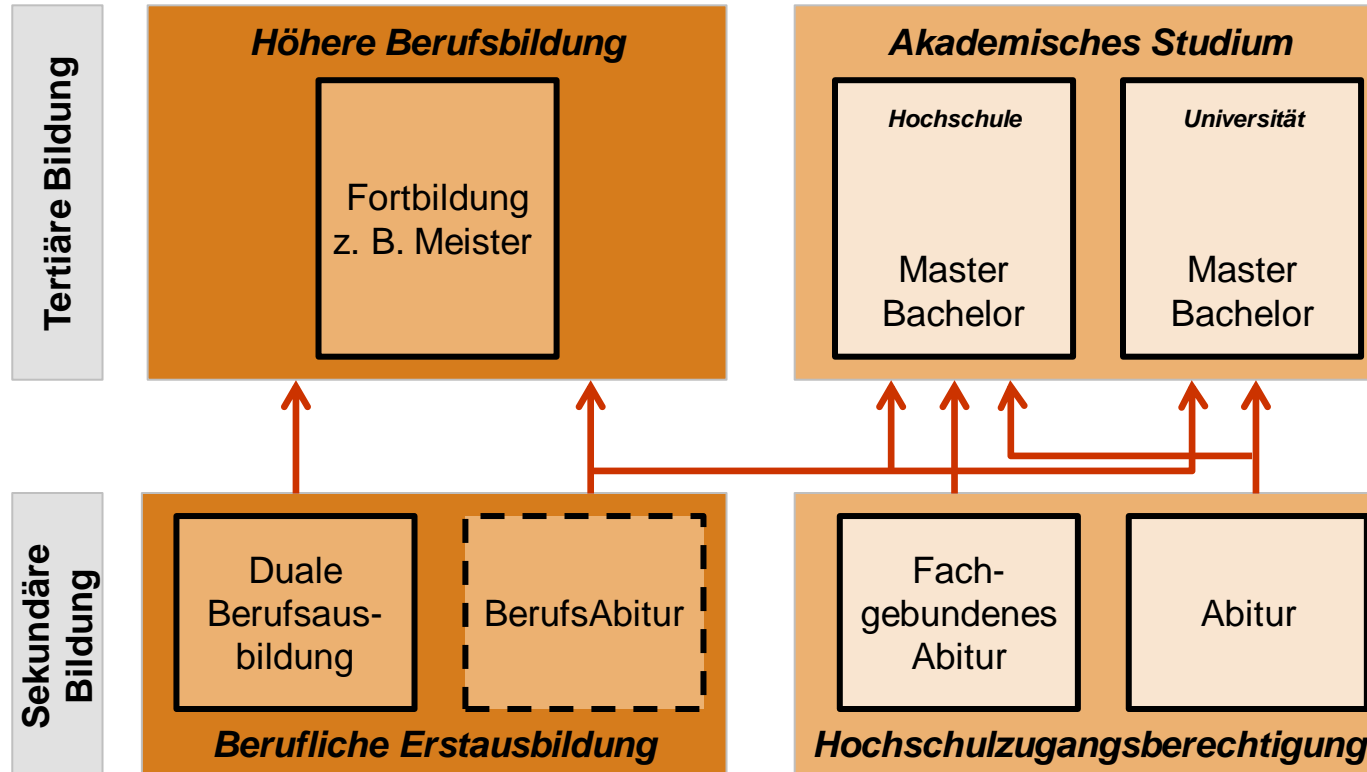 Tertiäre Bildung
Höhere Berufsbildung
Fortbildung
z. B. Meister
Akademisches Studium
Hochschule
Master
Bachelor
Universität
Master
Bachelor
Sekundäre
Bildung
Duale
Berufsaus-
bildung
BerufsAbitur
Berufliche Erstausbildung
Fach-
gebundenes
Abitur
Abitur
Hochschulzugangsberechtigung